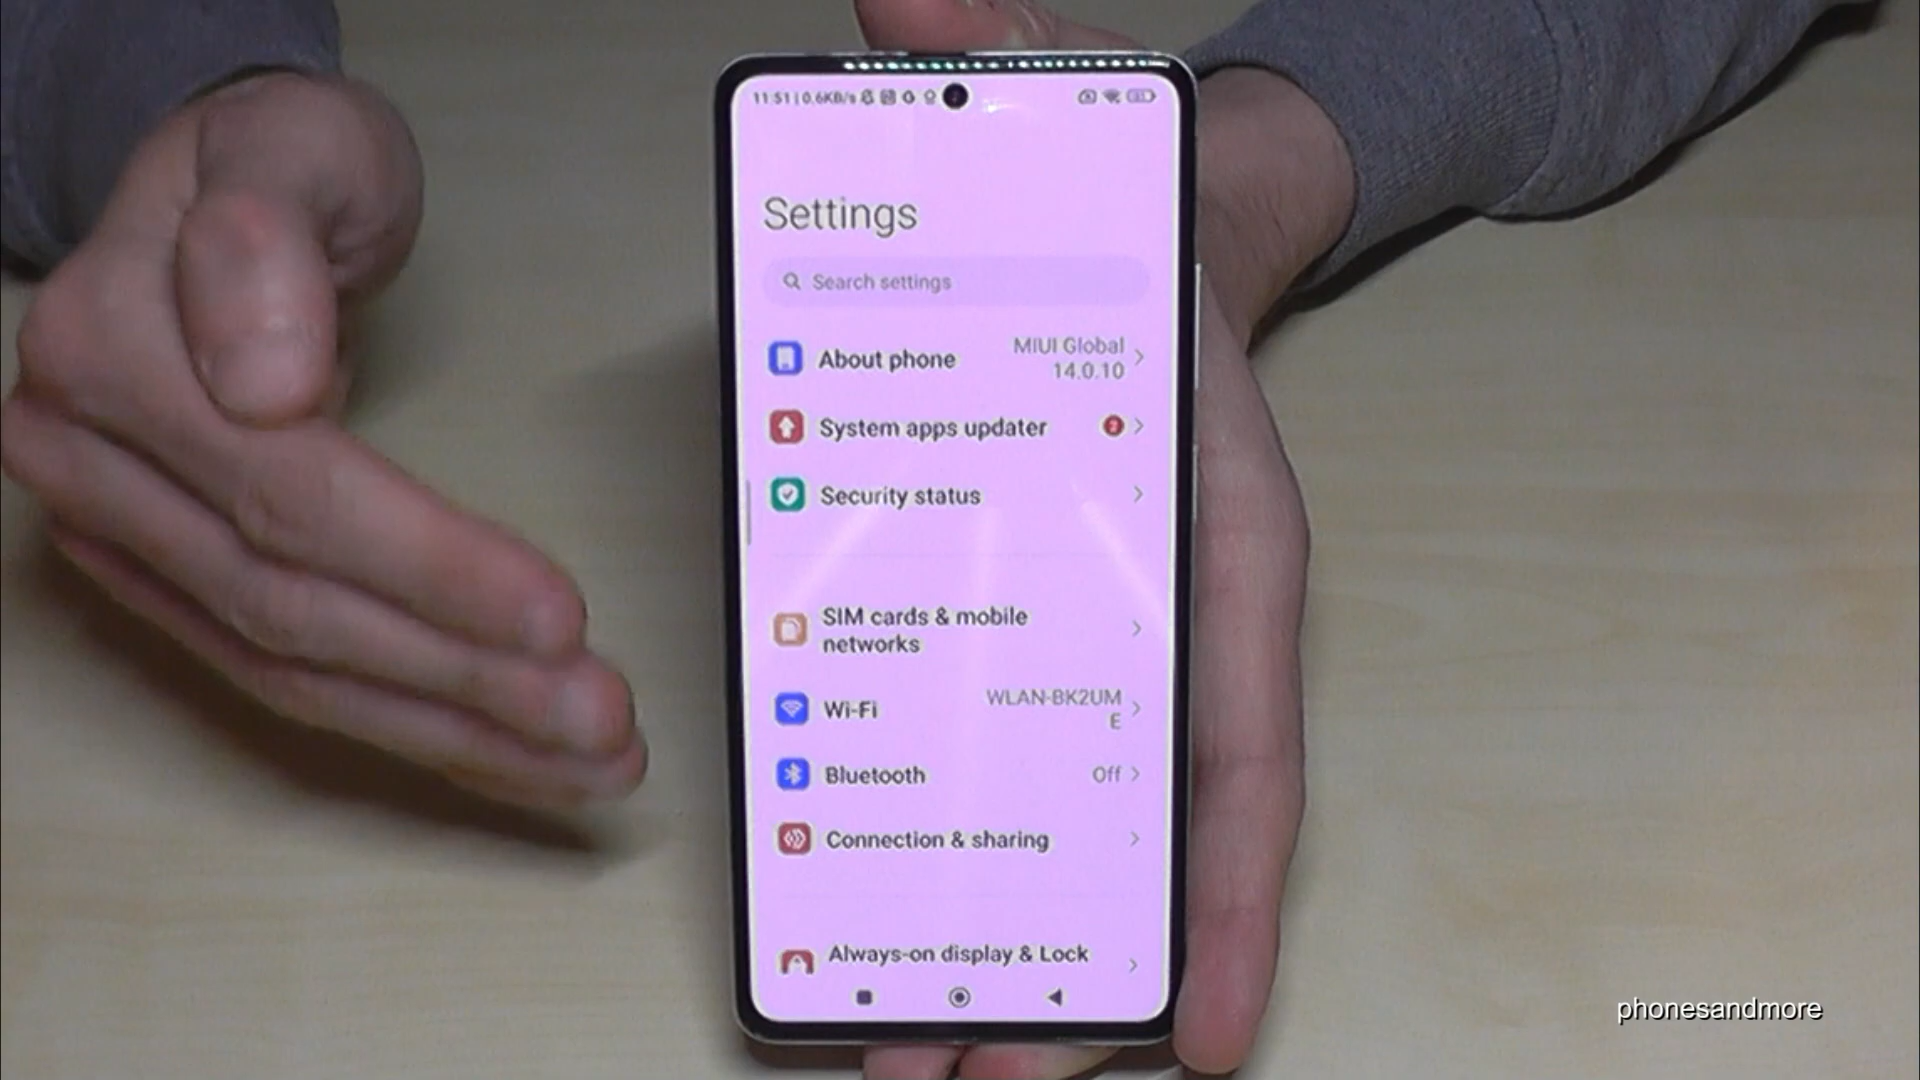 11:51 | 0.6KB/s
Settings
Search settings
About phone
MIUI Global
14.0.10
System apps updater
2
Security status
SIM cards & mobile
networks
Wi-Fi
WLAN-BK2UM
E
Bluetooth
Off
Connection & sharing
Always-on display & Lock
phonesandmore